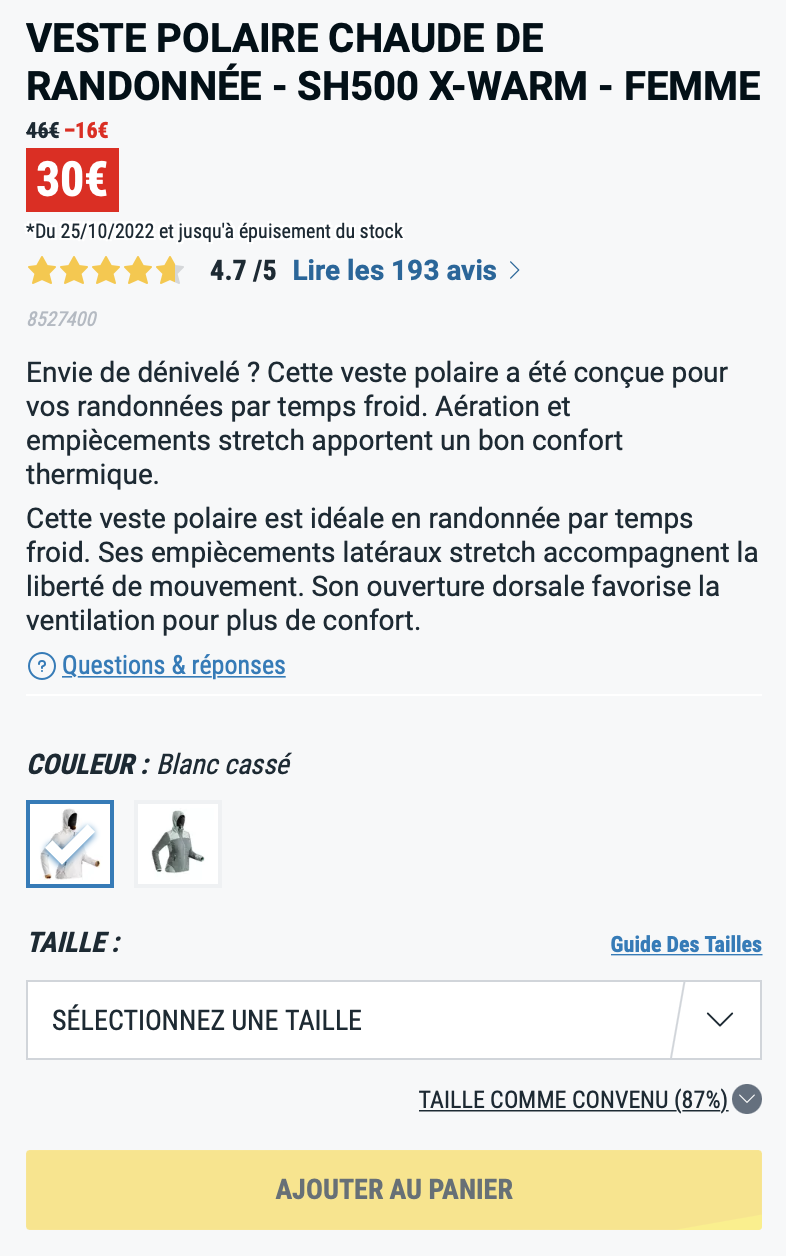 VESTE POLAIRE CHAUDE DE
RANDONNÉE - SH500 X-WARM - FEMME
46€ −16€
30€
*Du 25/10/2022 et jusqu'à épuisement du stock
4.7 /5 Lire les 193 avis
8527400
Envie de dénivelé ? Cette veste polaire a été conçue pour
vos randonnées par temps froid. Aération et
empiècements stretch apportent un bon confort
thermique.
Cette veste polaire est idéale en randonnée par temps
froid. Ses empiècements latéraux stretch accompagnent la
liberté de mouvement. Son ouverture dorsale favorise la
ventilation pour plus de confort.
? Questions & réponses
COULEUR : Blanc cassé
TAILLE : Guide Des Tailles
SÉLECTIONNEZ UNE TAILLE
TAILLE COMME CONVENU (87%)
AJOUTER AU PANIER